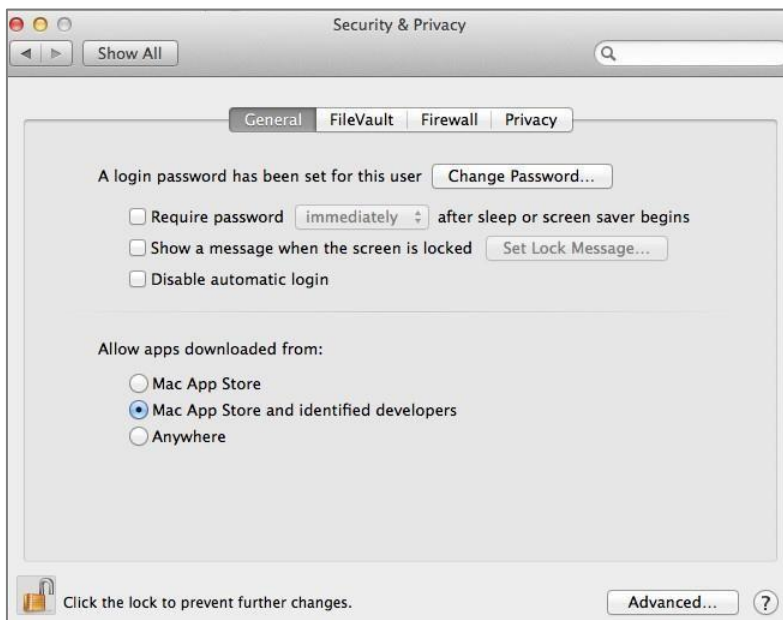 Security & Privacy
Show All
General FileVault Firewall Privacy
A login password has been set for this user Change Password...
Require password immediately after sleep or screen saver begins
Show a message when the screen is locked Set Lock Message...
Disable automatic login
Allow apps downloaded from:
Mac App Store
Mac App Store and identified developers
Anywhere
Click the lock to prevent further changes. Advanced... ?